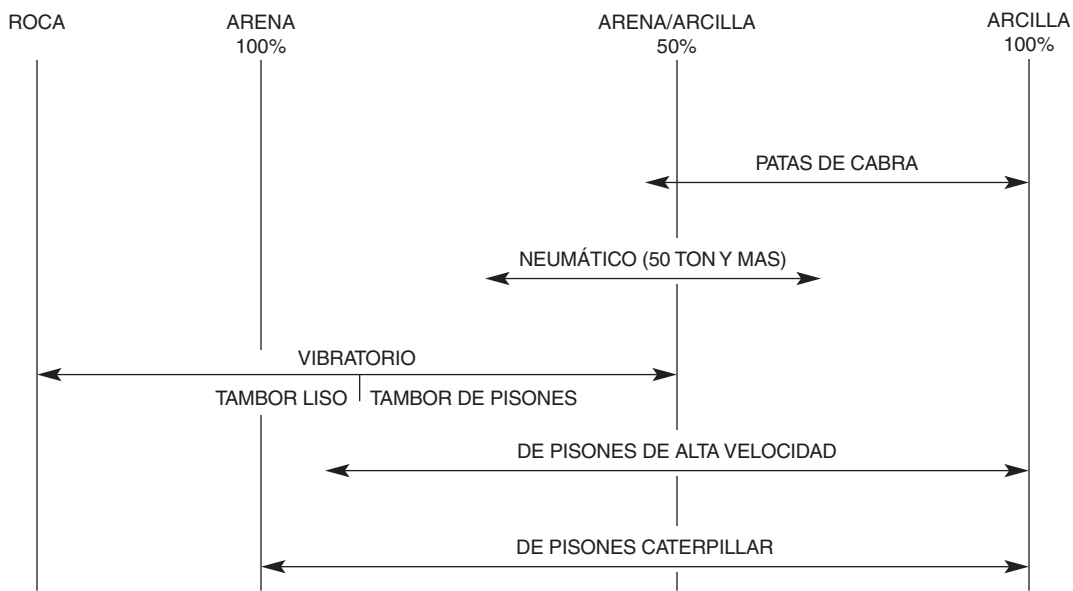 ROCA
ARENA
100%
ARENA/ARCILLA
50%
ARCILLA
100%
PATAS DE CABRA
NEUMÁTICO (50 TON Y MAS)
VIBRATORIO
TAMBOR LISO
TAMBOR DE PISONES
DE PISONES DE ALTA VELOCIDAD
DE PISONES CATERPILLAR